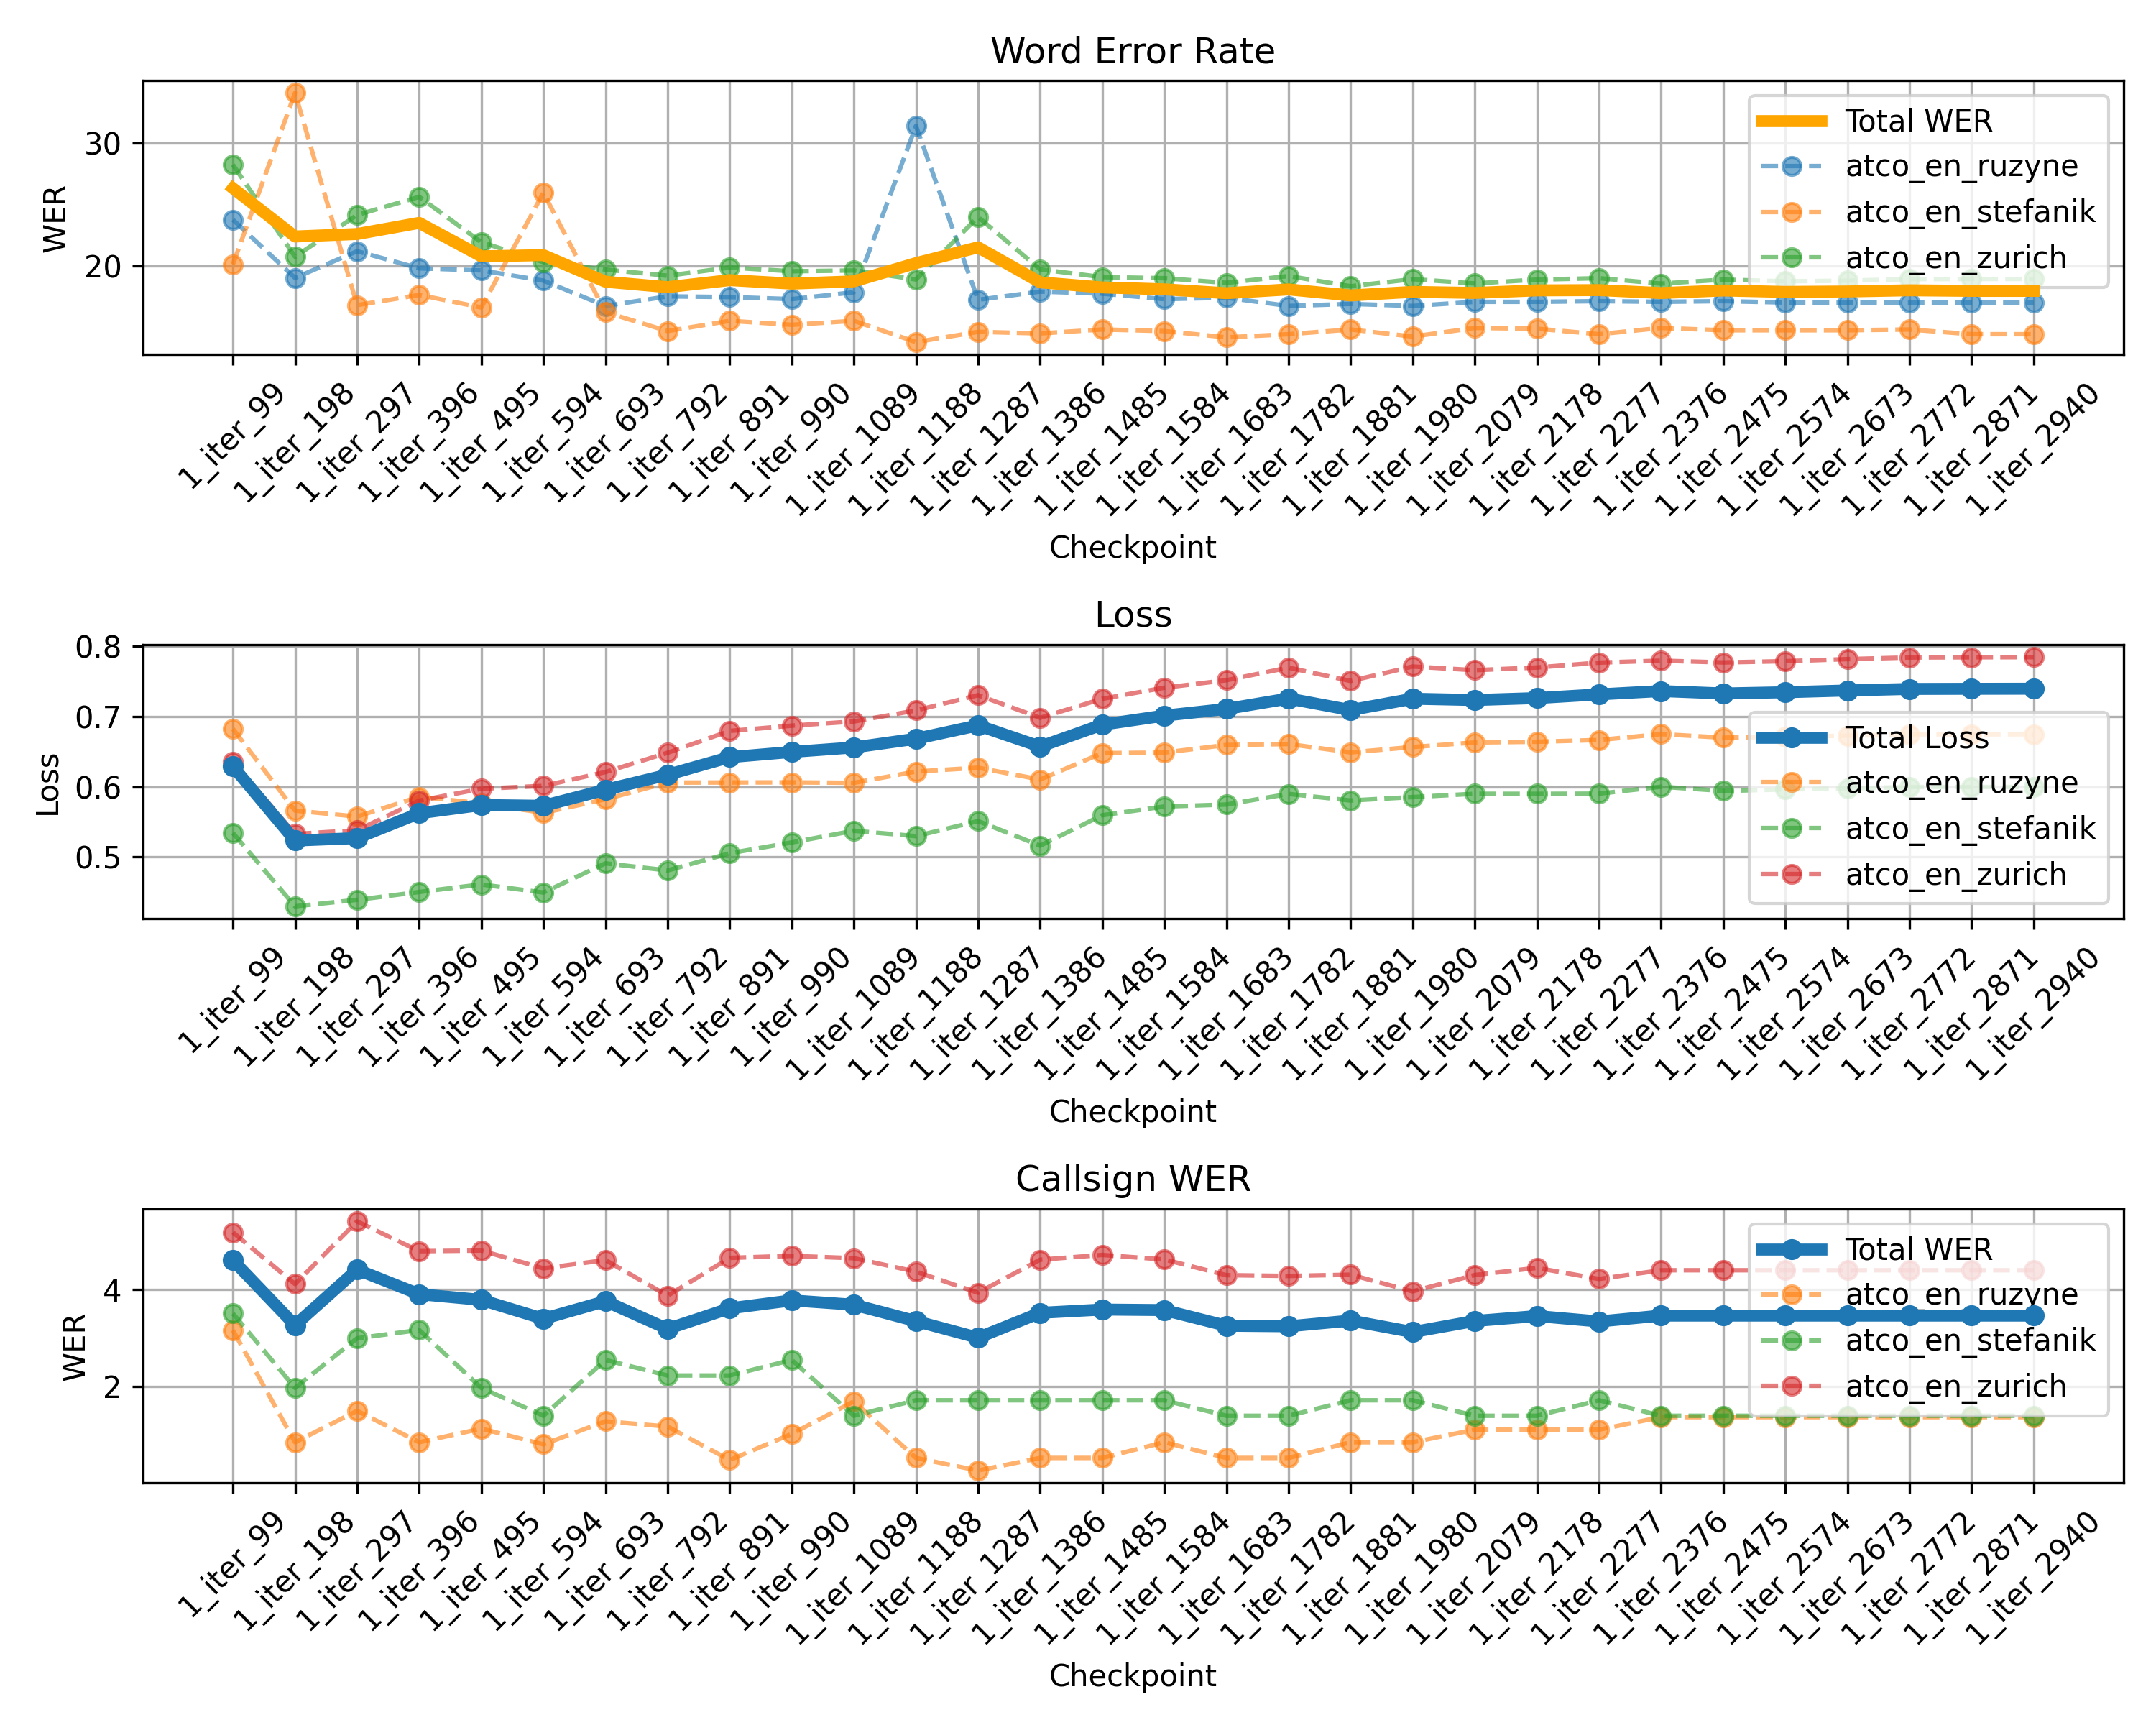 Word Error Rate
WER
30
20
Total WER
atco_en_ruzyne
atco_en_stefanik
atco_en_zurich
1_iter_99
1_iter_198
1_iter_297
1_iter_396
1_iter_495
1_iter_594
1_iter_693
1_iter_792
1_iter_891
1_iter_990
1_iter_1089
1_iter_1188
1_iter_1287
1_iter_1386
1_iter_1485
1_iter_1584
1_iter_1683
1_iter_1782
1_iter_1881
1_iter_1980
1_iter_2079
1_iter_2178
1_iter_2277
1_iter_2376
1_iter_2475
1_iter_2574
1_iter_2673
1_iter_2772
1_iter_2871
1_iter_2940
Checkpoint
Loss
Loss
0.8
0.7
0.6
0.5
Total Loss
atco_en_ruzyne
atco_en_stefanik
atco_en_zurich
1_iter_99
1_iter_198
1_iter_297
1_iter_396
1_iter_495
1_iter_594
1_iter_693
1_iter_792
1_iter_891
1_iter_990
1_iter_1089
1_iter_1188
1_iter_1287
1_iter_1386
1_iter_1485
1_iter_1584
1_iter_1683
1_iter_1782
1_iter_1881
1_iter_1980
1_iter_2079
1_iter_2178
1_iter_2277
1_iter_2376
1_iter_2475
1_iter_2574
1_iter_2673
1_iter_2772
1_iter_2871
1_iter_2940
Checkpoint
Callsign WER
WER
4
2
Total WER
atco_en_ruzyne
atco_en_stefanik
atco_en_zurich
1_iter_99
1_iter_198
1_iter_297
1_iter_396
1_iter_495
1_iter_594
1_iter_693
1_iter_792
1_iter_891
1_iter_990
1_iter_1089
1_iter_1188
1_iter_1287
1_iter_1386
1_iter_1485
1_iter_1584
1_iter_1683
1_iter_1782
1_iter_1881
1_iter_1980
1_iter_2079
1_iter_2178
1_iter_2277
1_iter_2376
1_iter_2475
1_iter_2574
1_iter_2673
1_iter_2772
1_iter_2871
1_iter_2940
Checkpoint